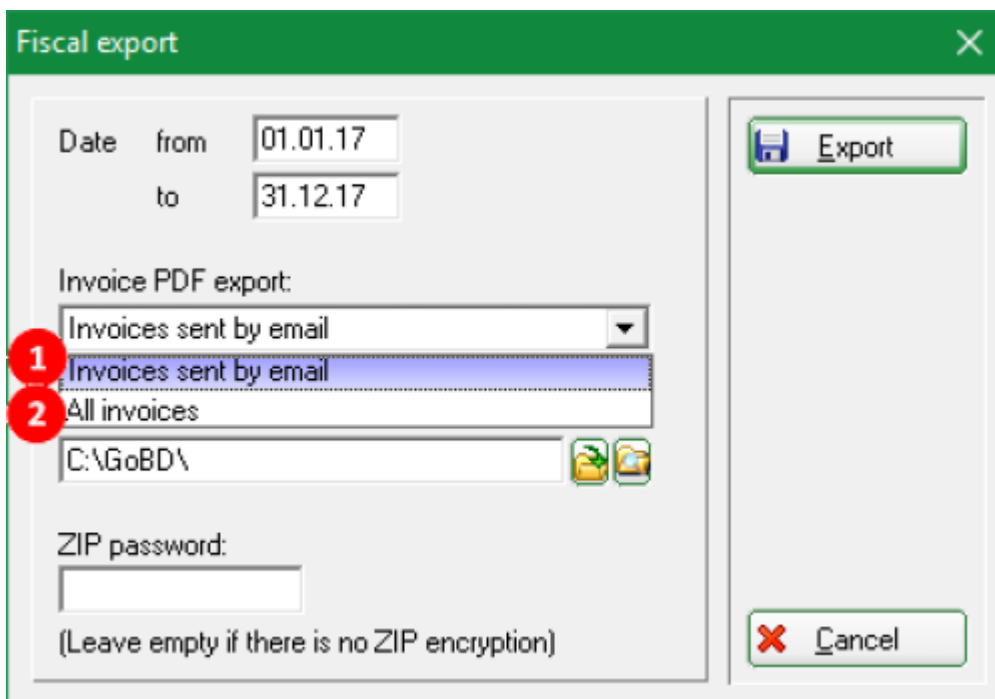 Fiscal export
Date from 01.01.17
to 31.12.17
Invoice PDF export:
Invoices sent by email
1 Invoices sent by email
2 All invoices
C:\GoBD\
ZIP password:
(Leave empty if there is no ZIP encryption)
Export
Cancel